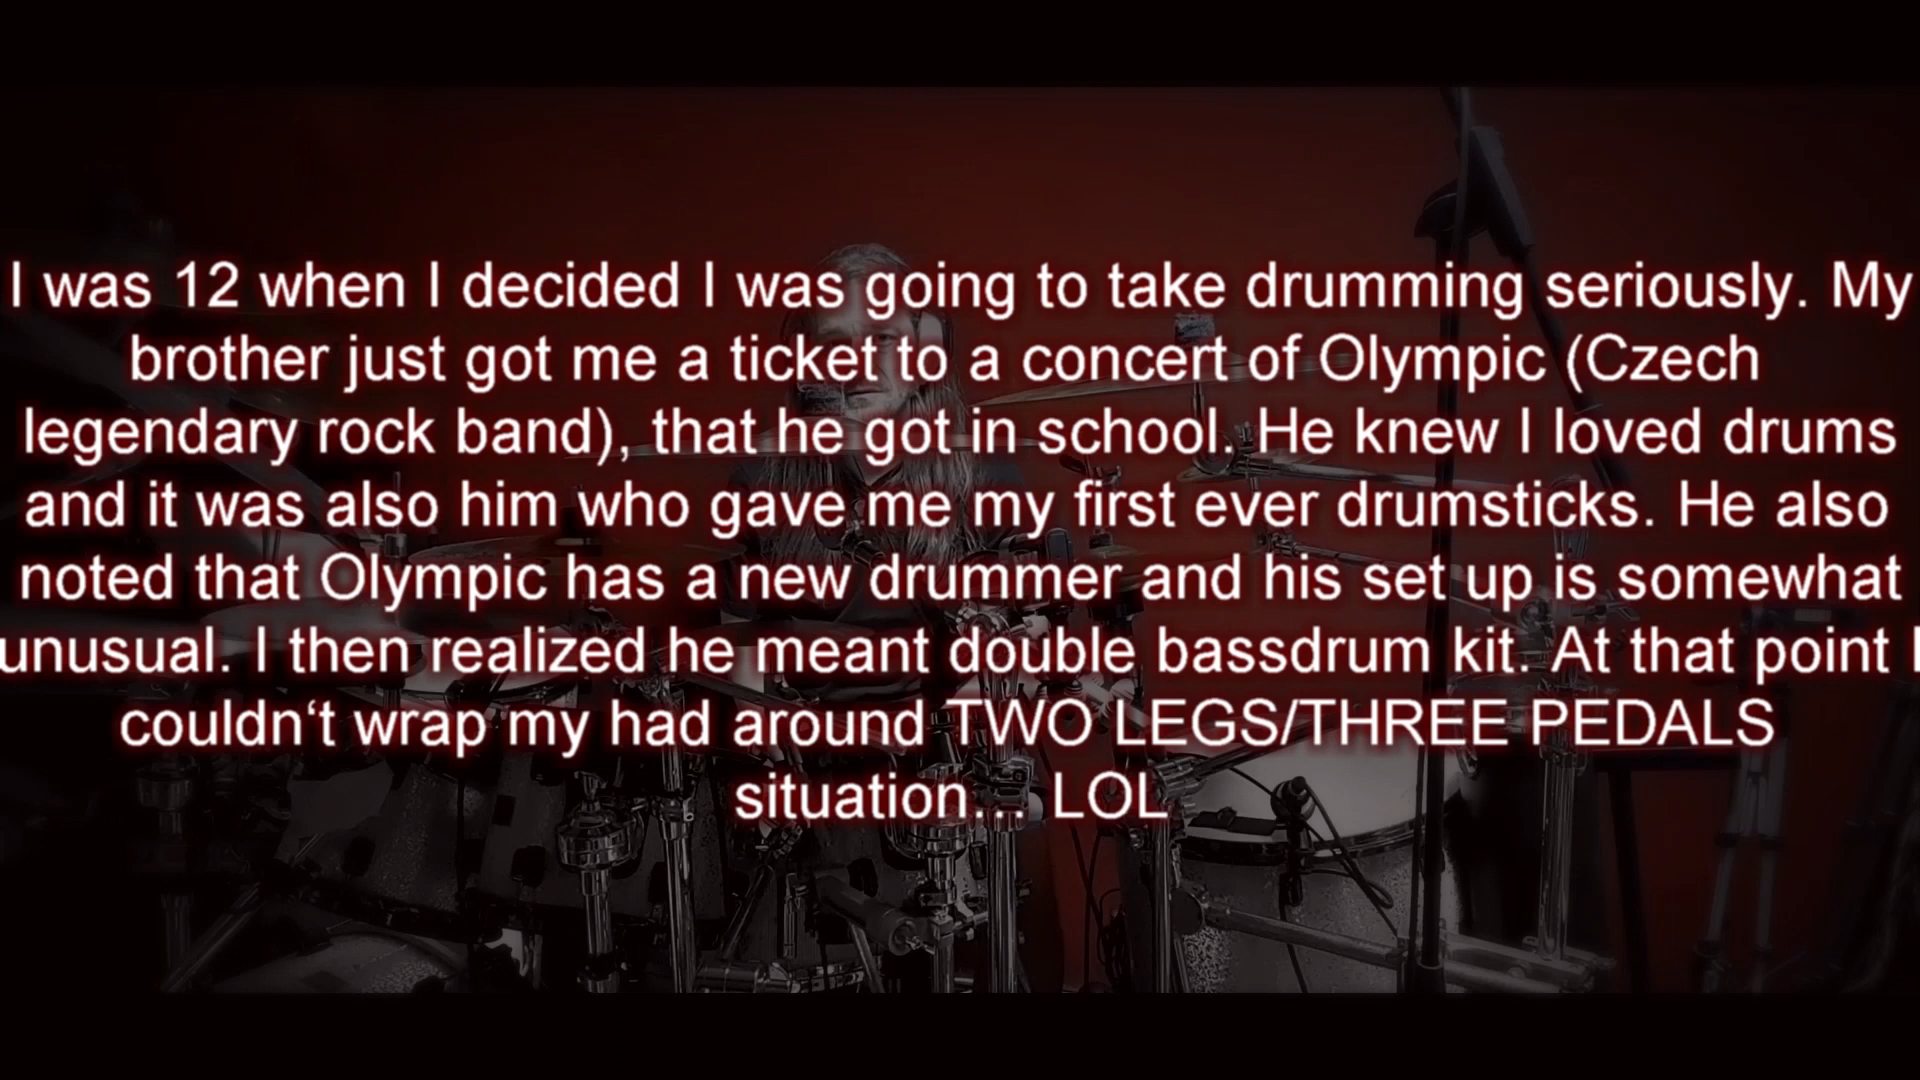 I was 12 when I decided I was going to take drumming seriously. My
brother just got me a ticket to a concert of Olympic (Czech
legendary rock band), that he got in school. He knew I loved drums
and it was also him who gave me my first ever drumsticks. He also
noted that Olympic has a new drummer and his set up is somewhat
unusual. I then realized he meant double bassdrum kit. At that point I
couldn‘t wrap my had around TWO LEGS/THREE PEDALS
situation... LOL